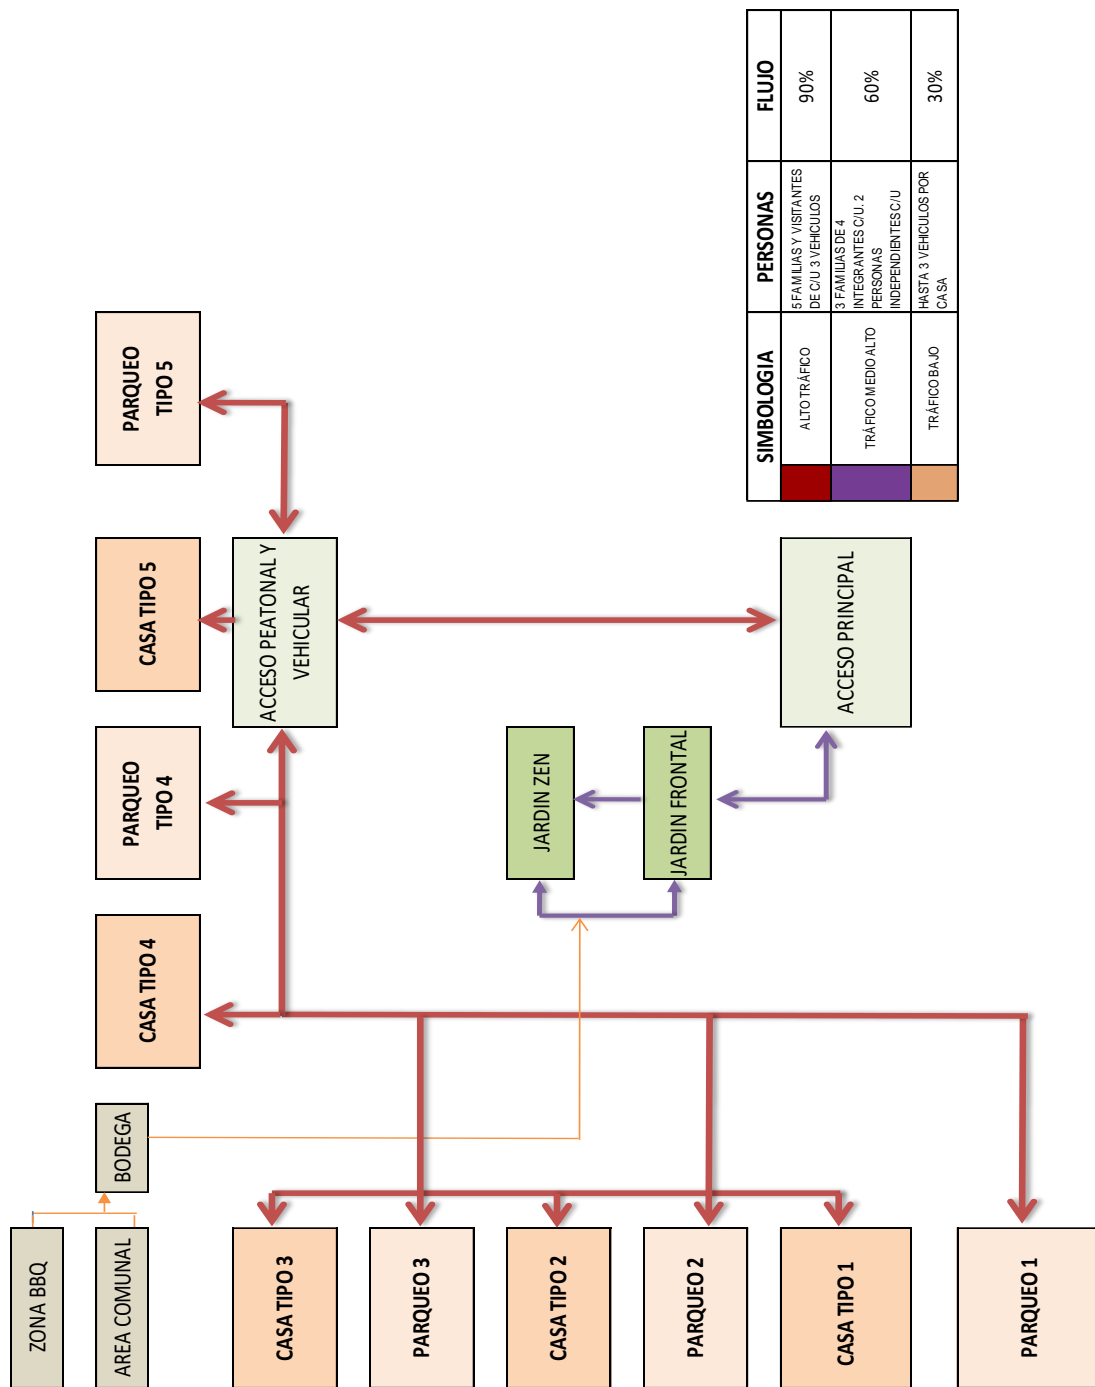 ZONA BBQ
AREA COMUNAL
BODEGA
CASA TIPO 4
PARQUEO
TIPO 4
CASA TIPO 5
PARQUEO
TIPO 5
CASA TIPO 3
ACCESO PEATONAL Y
VEHICULAR
PARQUEO 3
CASA TIPO 2
JARDIN ZEN
PARQUEO 2
JARDIN FRONTAL
CASA TIPO 1
ACCESO PRINCIPAL
PARQUEO 1
SIMBOLOGIA PERSONAS FLUJO
ALTO TRÁFICO
5 FAMILIAS Y VISITANTES
DE C/U 3 VEHICULOS
90%
TRÁFICO MEDIO ALTO
3 FAMILIAS DE 4
INTEGRANTES C/U. 2
PERSONAS
INDEPENDIENTES C/U
60%
TRÁFICO BAJO
HASTA 3 VEHICULOS POR
CASA
30%